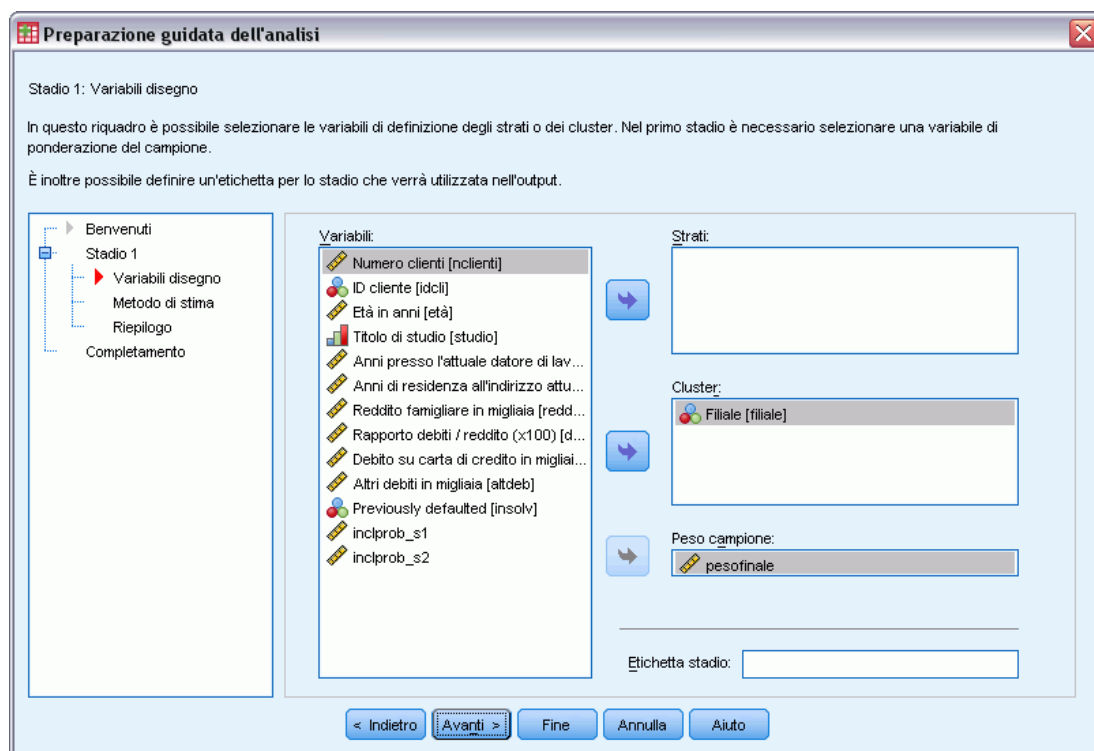 Preparazione guidata dell'analisi
Stadio 1: Variabili disegno
In questo riquadro è possibile selezionare le variabili di definizione degli strati o dei cluster. Nel primo stadio è necessario selezionare una variabile di
ponderazione del campione.
È inoltre possibile definire un'etichetta per lo stadio che verrà utilizzata nell'output.
Benvenuti
Stadio 1
Variabili disegno
Metodo di stima
Riepilogo
Completamento
Variabili:
Numero clienti [nclienti]
ID cliente [idcli]
Età in anni [età]
Titolo di studio [studio]
Anni presso l'attuale datore di lav...
Anni di residenza all'indirizzo attu...
Reddito famigliare in migliaia [redd...
Rapporto debiti / reddito (x100) [d...
Debito su carta di credito in migliai...
Altri debiti in migliaia [altdeb]
Previously defaulted [insolv]
inclprob_s1
inclprob_s2
Strati:
Cluster:
Filiale [filiale]
Peso campione:
pesofinale
Etichetta stadio:
< Indietro
Avanti >
Fine
Annulla
Aiuto